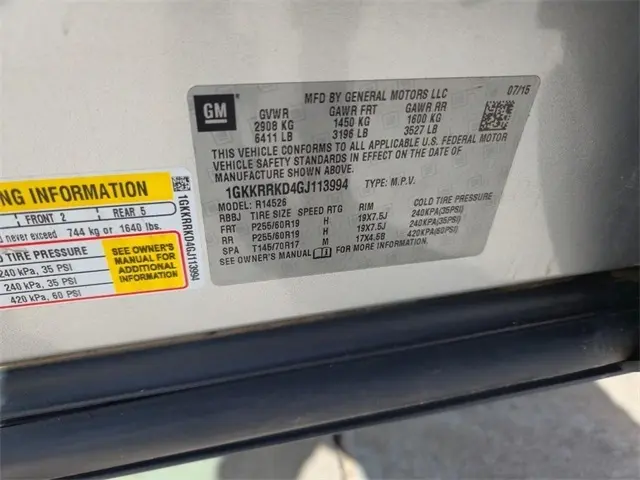 GM
MFD BY GENERAL MOTORS LLC 07/15
GVWR GAWR FRT GAWR RR
2908 KG 1450 KG 1600 KG
6411 LB 3196 LB 3527 LB
THIS VEHICLE CONFORMS TO ALL APPLICABLE U.S. FEDERAL MOTOR
VEHICLE SAFETY STANDARDS IN EFFECT ON THE DATE OF
MANUFACTURE SHOWN ABOVE.
1GKKRRKD4GJ113994 TYPE: M.P.V.
MODEL: R14526
RBBJ TIRE SIZE SPEED RTG RIM COLD TIRE PRESSURE
FRT P255/60R19 H 19X7.5J 240KPA(35PSI)
RR P255/60R19 H 19X7.5J 240KPA(35PSI)
SPA T145/70R17 M 17X4.5B 420KPA(60PSI)
SEE OWNER'S MANUAL FOR MORE INFORMATION
NG INFORMATION
FRONT 2 REAR 5
never exceed 744 kg or 1640 lbs.
TIRE PRESSURE
240 kPa, 35 PSI
240 kPa, 35 PSI
420 kPa, 60 PSI
SEE OWNER'S
MANUAL FOR
ADDITIONAL
INFORMATION
1GKKRRKD4GJ113994